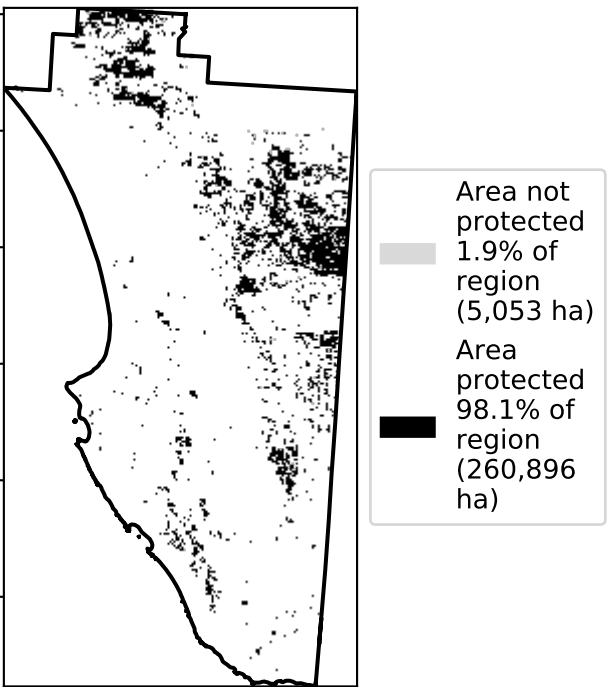 Area not
protected
1.9% of
region
(5,053 ha)
Area
protected
98.1% of
region
(260,896
ha)